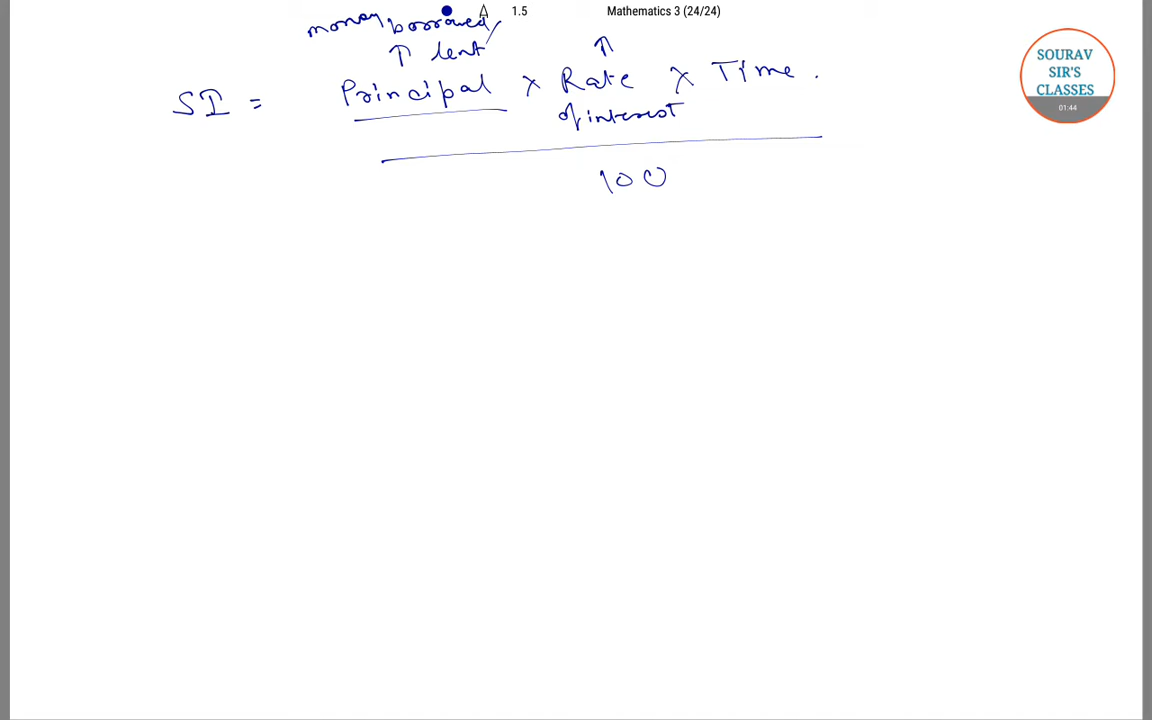 1.5 Mathematics 3 (24/24)
money borrowed/
↑ lent ↑
SI = Principal × Rate × Time.
of interest
100
SOURAV
SIR'S
CLASSES
01:44